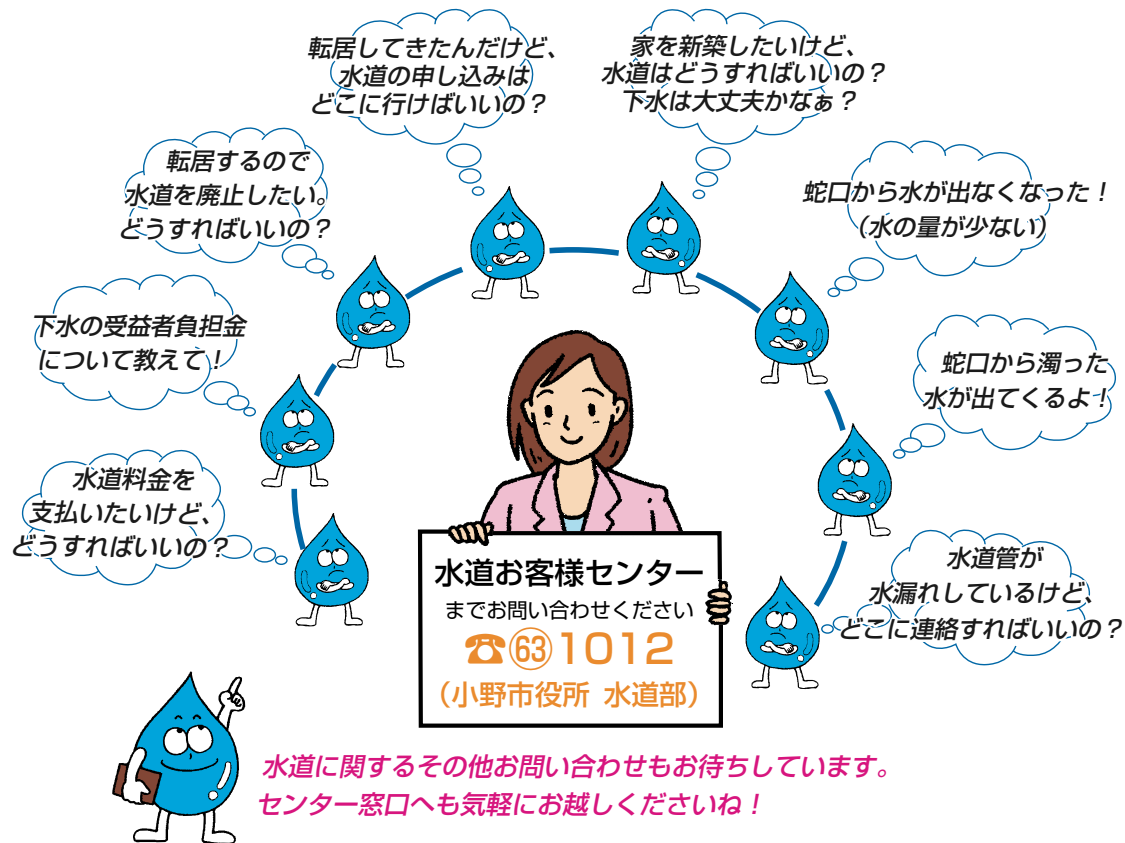 転居してきたんだけど、
水道の申し込みは
どこに行けばいいの？
家を新築したいけど、
水道はどうすればいいの？
下水は大丈夫かなぁ？
転居するので
水道を廃止したい。
どうすればいいの？
蛇口から水が出なくなった！
（水の量が少ない）
下水の受益者負担金
について教えて！
蛇口から濁った
水が出てくるよ！
水道料金を
支払いたいけど、
どうすればいいの？
水道管が
水漏れしているけど、
どこに連絡すればいいの？
水道お客様センター
までお問い合わせください
☎㊿1012
（小野市役所 水道部）
水道に関するその他お問い合わせもお待ちしています。
センター窓口へも気軽にお越しくださいね！